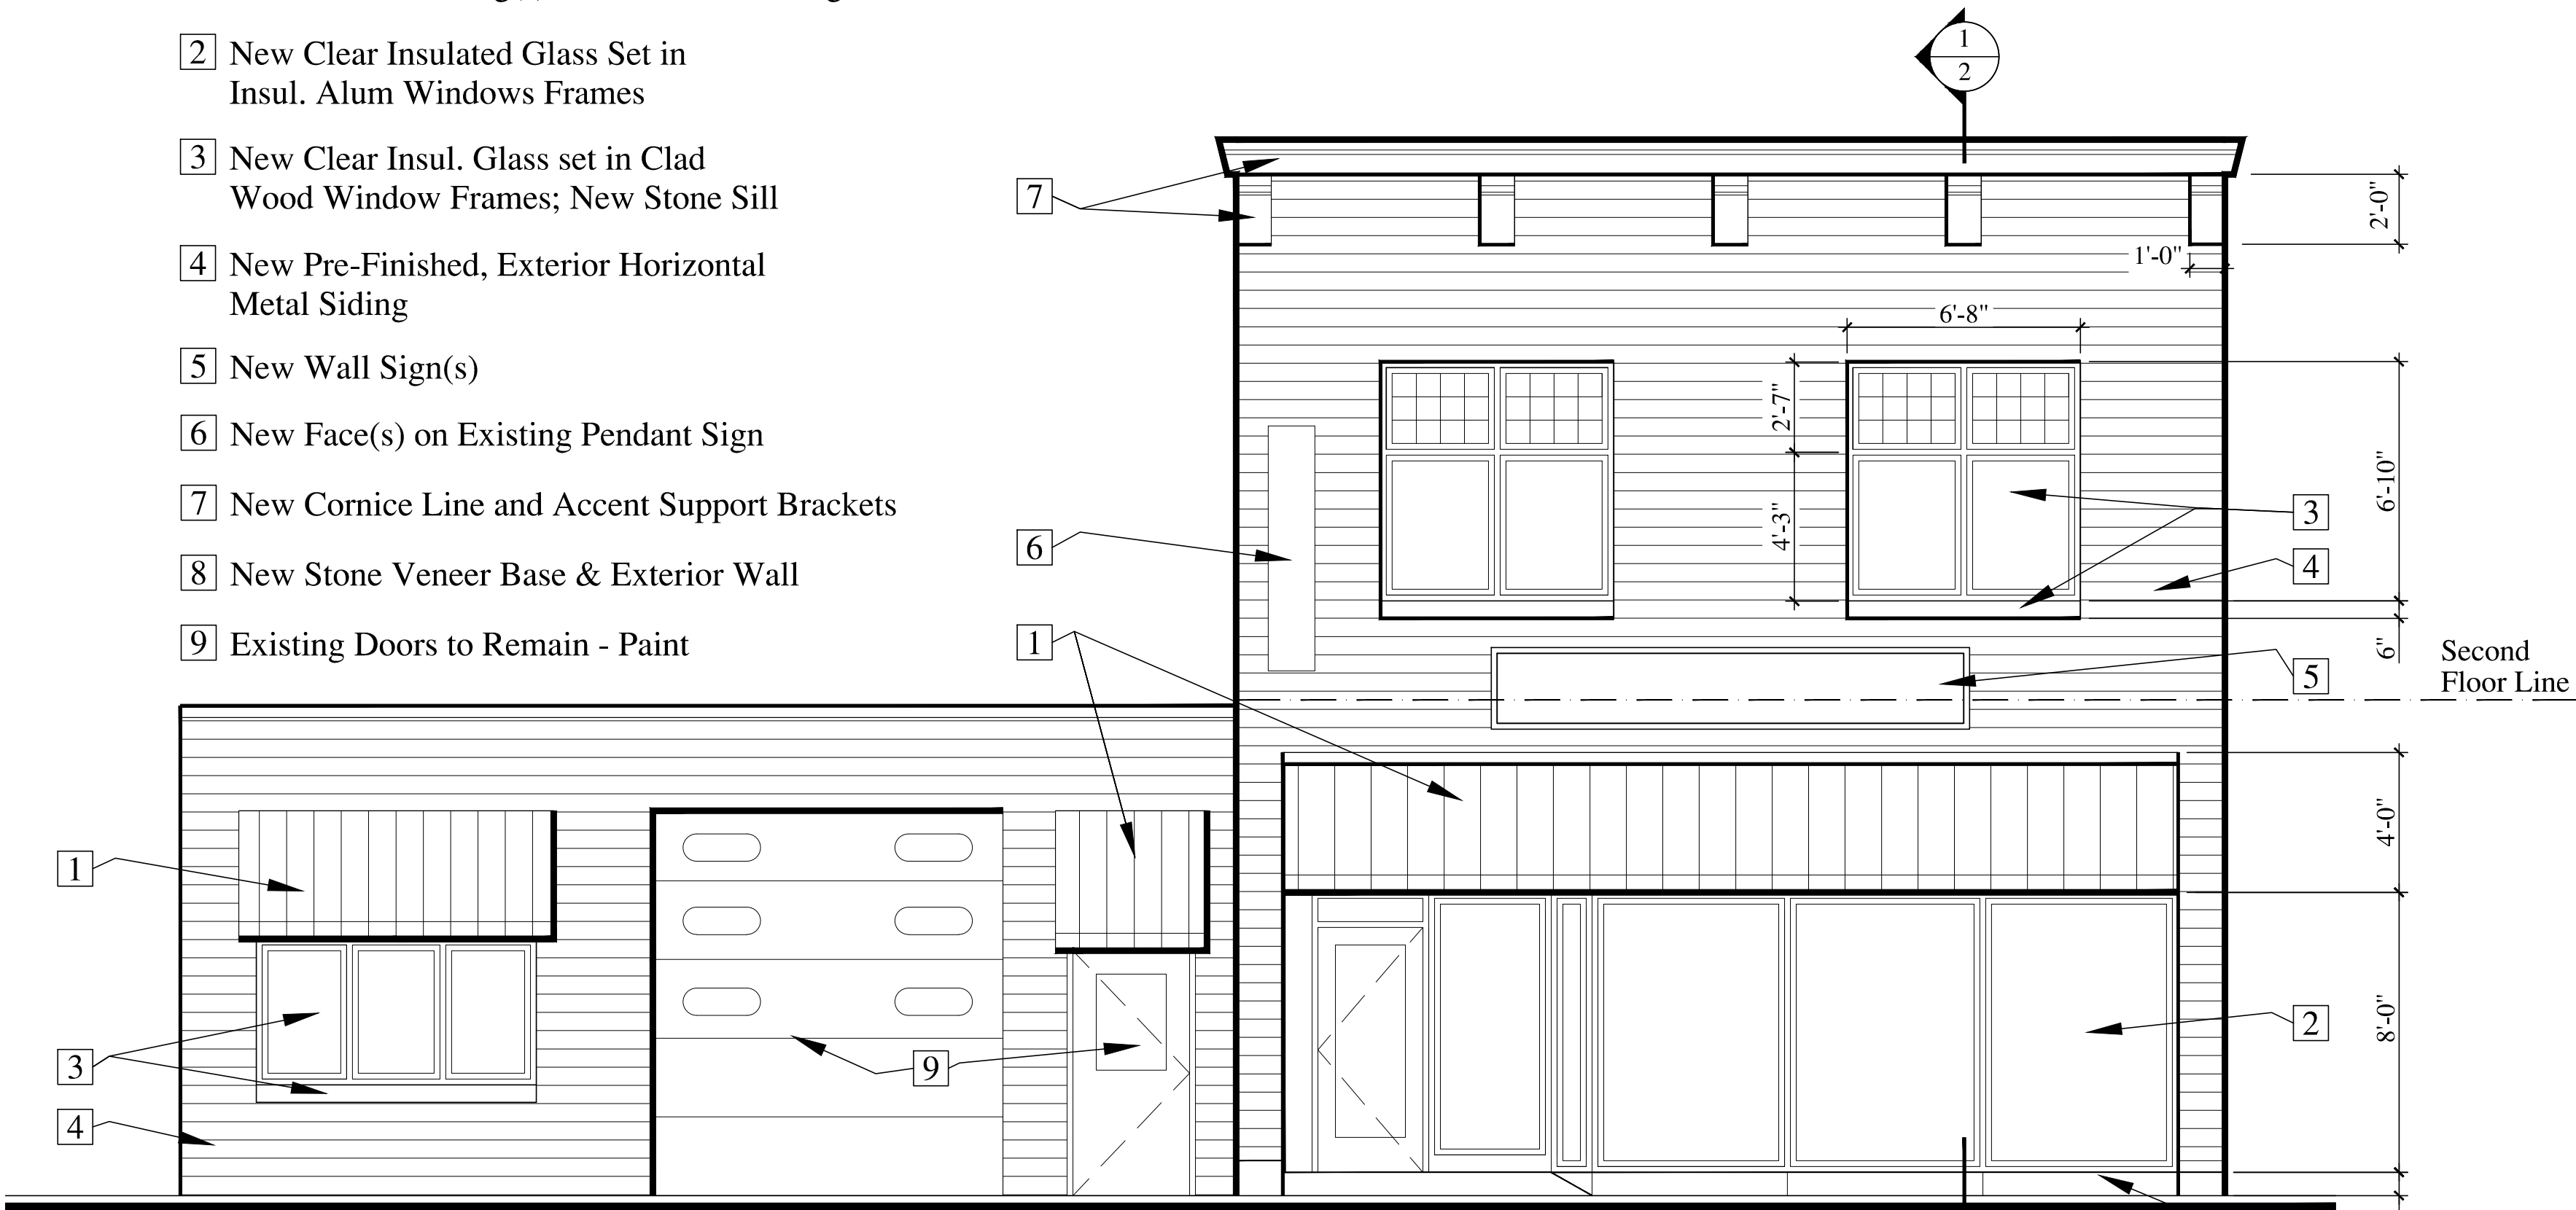 2 New Clear Insulated Glass Set in
Insul. Alum Windows Frames
3 New Clear Insul. Glass set in Clad
Wood Window Frames; New Stone Sill
4 New Pre-Finished, Exterior Horizontal
Metal Siding
5 New Wall Sign(s)
6 New Face(s) on Existing Pendant Sign
7 New Cornice Line and Accent Support Brackets
8 New Stone Veneer Base & Exterior Wall
9 Existing Doors to Remain - Paint
1
2
7
2'-0"
1'-0"
6'-8"
2'-7"
4'-3"
6'-10"
3
6
4
1
6"
Second
Floor Line
5
4'-0"
1
8'-0"
2
3
9
4